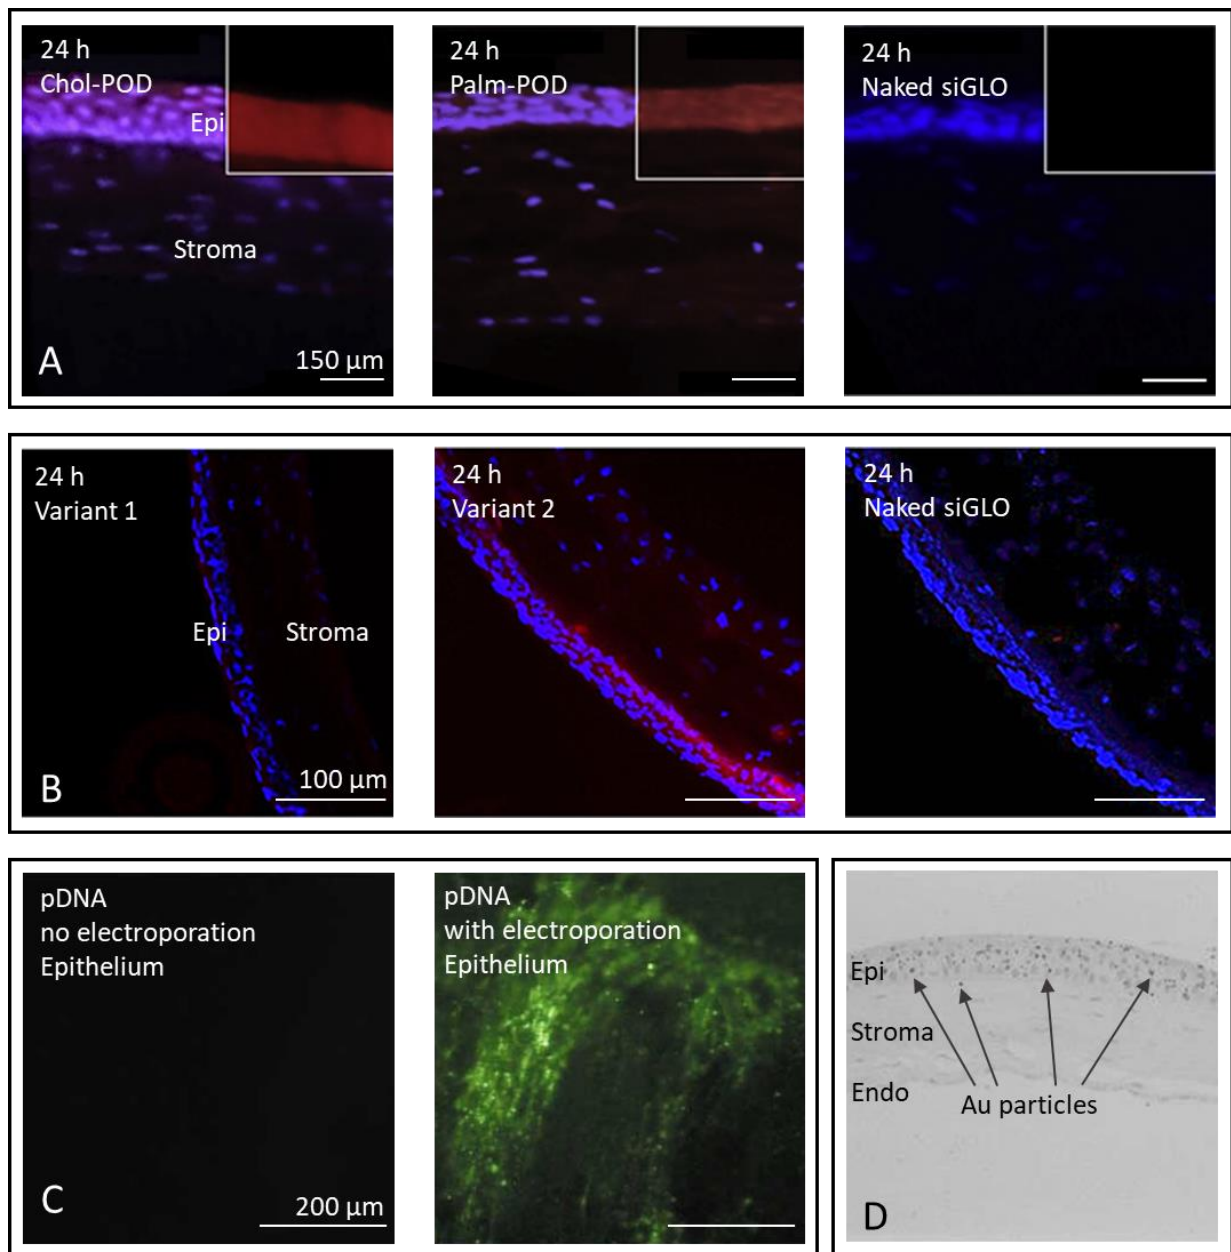 24 h
Chol-POD
Epi
Stroma
A
150 µm
24 h
Palm-POD
24 h
Naked siGLO
24 h
Variant 1
Epi
Stroma
B
100 µm
24 h
Variant 2
24 h
Naked siGLO
pDNA
no electroporation
Epithelium
C
200 µm
pDNA
with electroporation
Epithelium
Epi
Stroma
Endo
Au particles
D